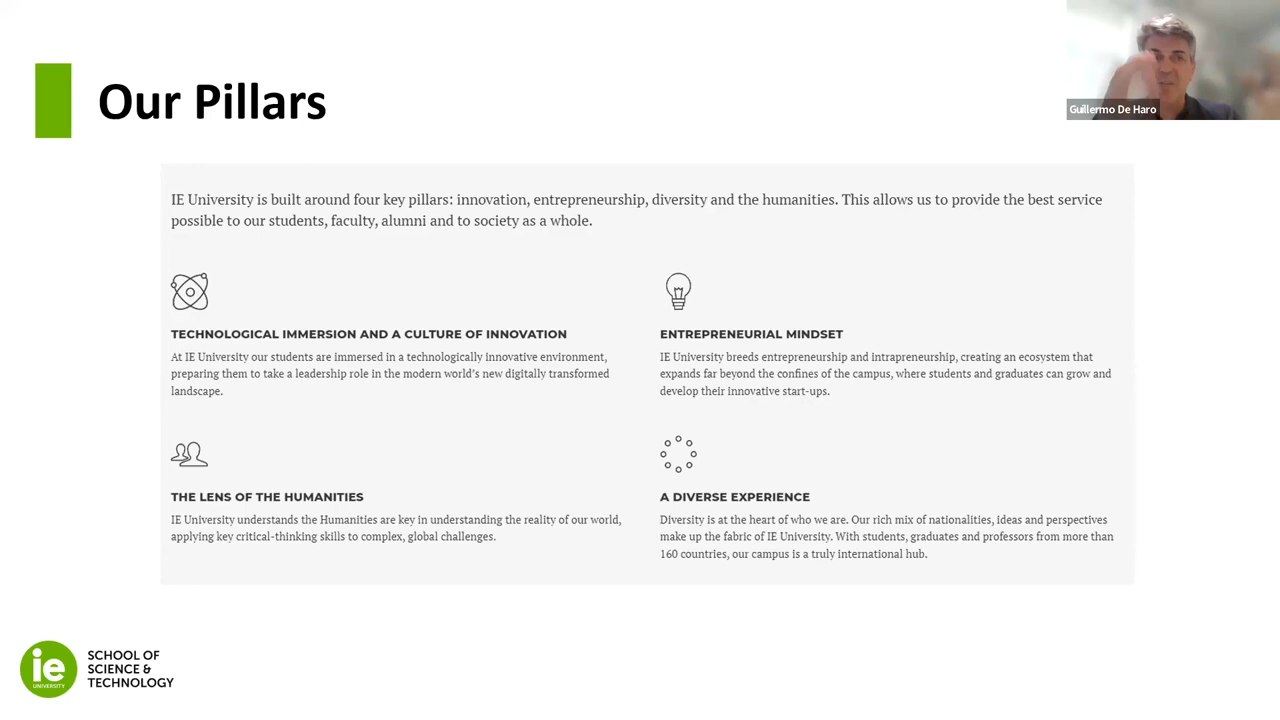 Our Pillars
Guillermo De Haro
IE University is built around four key pillars: innovation, entrepreneurship, diversity and the humanities. This allows us to provide the best service
possible to our students, faculty, alumni and to society as a whole.
TECHNOLOGICAL IMMERSION AND A CULTURE OF INNOVATION
At IE University our students are immersed in a technologically innovative environment,
preparing them to take a leadership role in the modern world’s new digitally transformed
landscape.
ENTREPRENEURIAL MINDSET
IE University breeds entrepreneurship and intrapreneurship, creating an ecosystem that
expands far beyond the confines of the campus, where students and graduates can grow and
develop their innovative start-ups.
THE LENS OF THE HUMANITIES
IE University understands the Humanities are key in understanding the reality of our world,
applying key critical-thinking skills to complex, global challenges.
A DIVERSE EXPERIENCE
Diversity is at the heart of who we are. Our rich mix of nationalities, ideas and perspectives
make up the fabric of IE University. With students, graduates and professors from more than
160 countries, our campus is a truly international hub.
ie
UNIVERSITY
SCHOOL OF
SCIENCE &
TECHNOLOGY